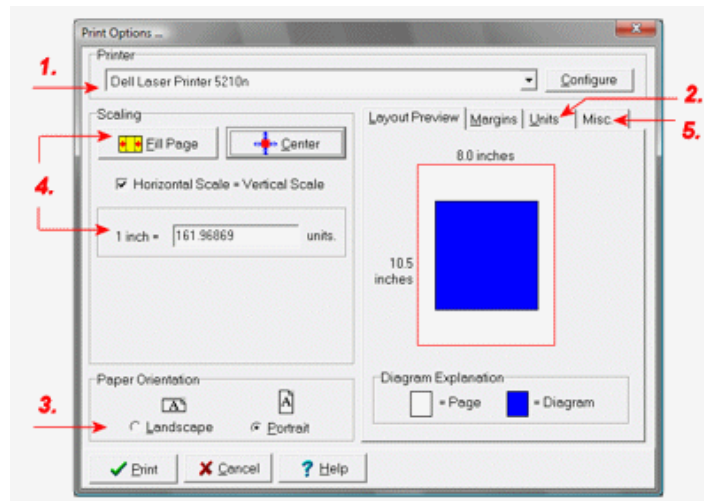 Print Options ...
Printer
1.
Dell Laser Printer 5210n
Configure
2.
Scaling
Fill Page
Center
Layout Preview
Margins
Units
Misc.
5.
4.
Horizontal Scale = Vertical Scale
1 inch =
161.96869
units.
8.0 inches
10.5
inches
Paper Orientation
A
A
3.
Landscape
Portrait
Diagram Explanation
= Page
= Diagram
Print
Cancel
? Help